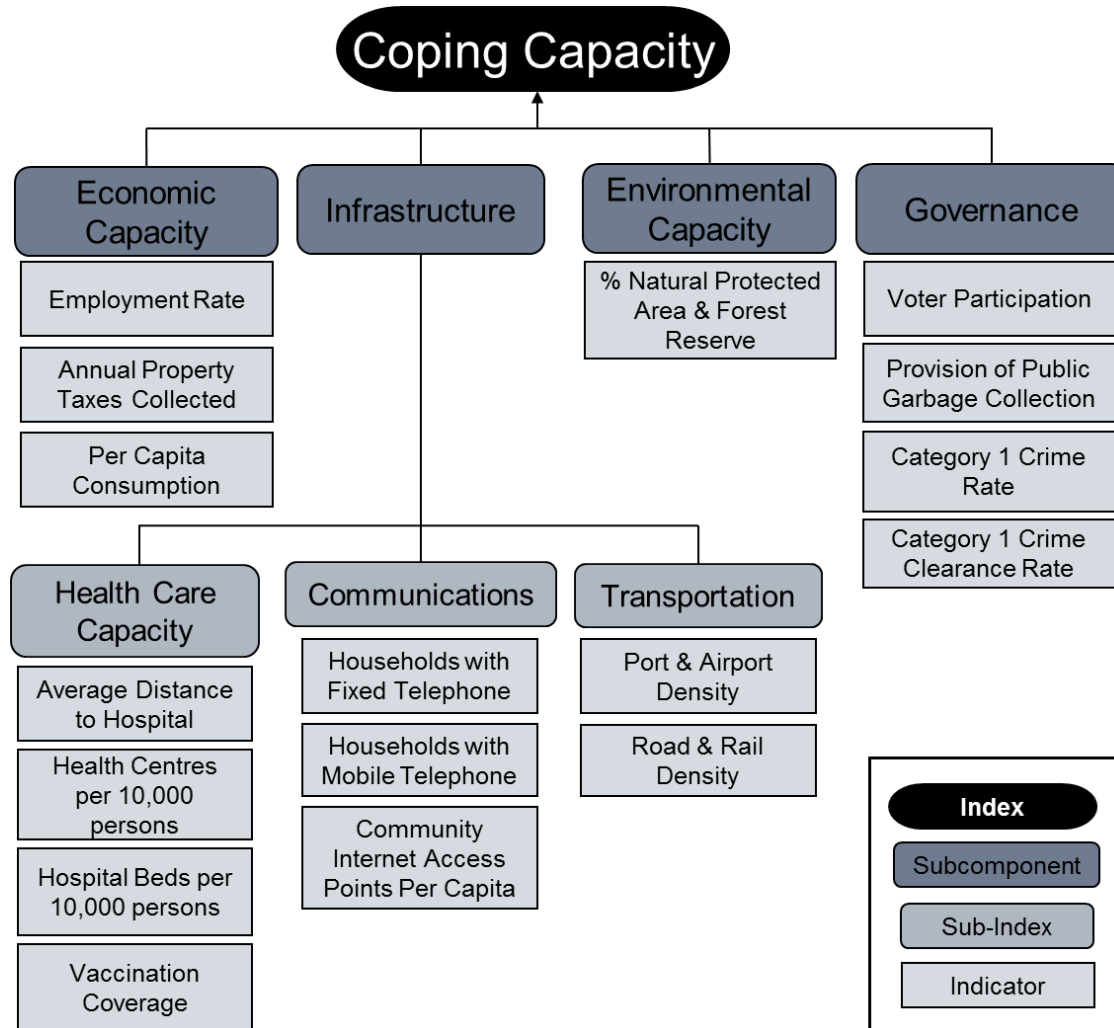 Coping Capacity
Economic
Capacity
Infrastructure
Environmental
Capacity
Governance
Employment Rate
Annual Property
Taxes Collected
Per Capita
Consumption
% Natural Protected
Area & Forest
Reserve
Voter Participation
Provision of Public
Garbage Collection
Category 1 Crime
Rate
Category 1 Crime
Clearance Rate
Health Care
Capacity
Communications
Transportation
Average Distance
to Hospital
Health Centres
per 10,000
persons
Hospital Beds per
10,000 persons
Vaccination
Coverage
Households with
Fixed Telephone
Households with
Mobile Telephone
Community
Internet Access
Points Per Capita
Port & Airport
Density
Road & Rail
Density
Index
Subcomponent
Sub-Index
Indicator